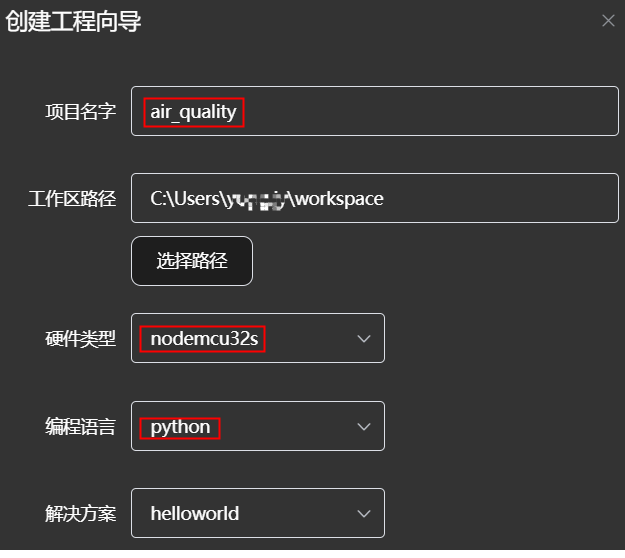 创建工程向导
项目名字 air_quality
工作区路径 C:\Users\ \workspace
选择路径
硬件类型 nodemcu32s
编程语言 python
解决方案 helloworld